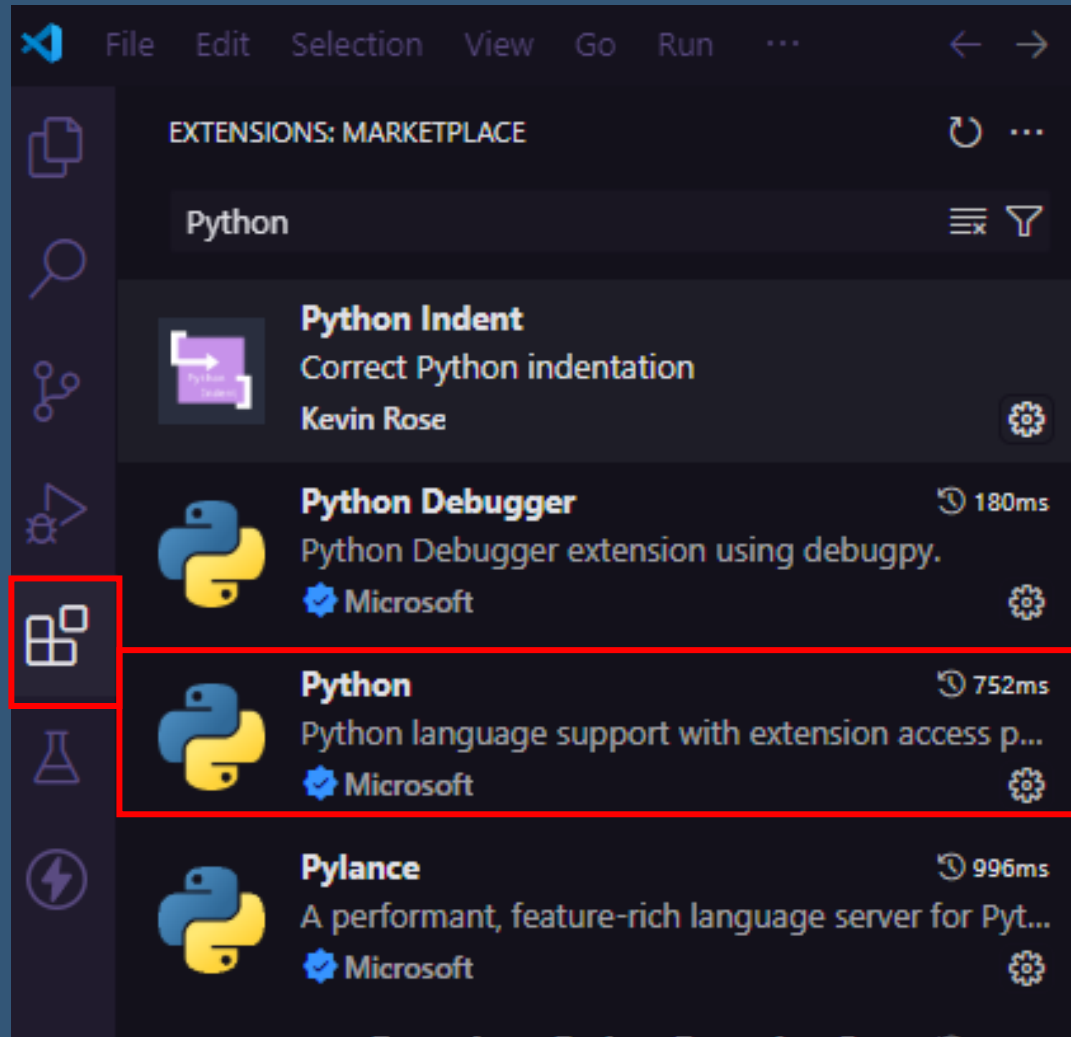 File Edit Selection View Go Run ...
EXTENSIONS: MARKETPLACE
Python
Python Indent
Correct Python indentation
Kevin Rose
Python Debugger 180ms
Python Debugger extension using debugpy.
Microsoft
Python 752ms
Python language support with extension access p...
Microsoft
Pylance 996ms
A performant, feature-rich language server for Pyt...
Microsoft